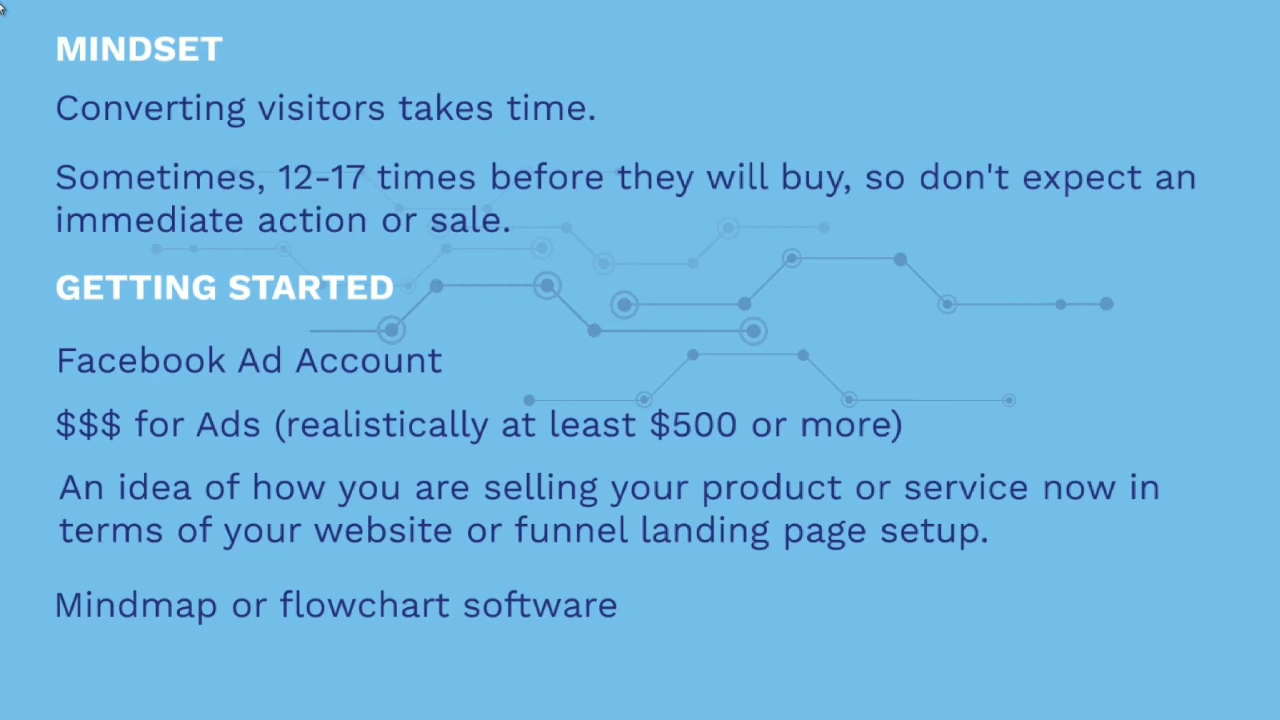 MINDSET
Converting visitors takes time.
Sometimes, 12-17 times before they will buy, so don't expect an
immediate action or sale.
GETTING STARTED
Facebook Ad Account
$$$ for Ads (realistically at least $500 or more)
An idea of how you are selling your product or service now in
terms of your website or funnel landing page setup.
Mindmap or flowchart software